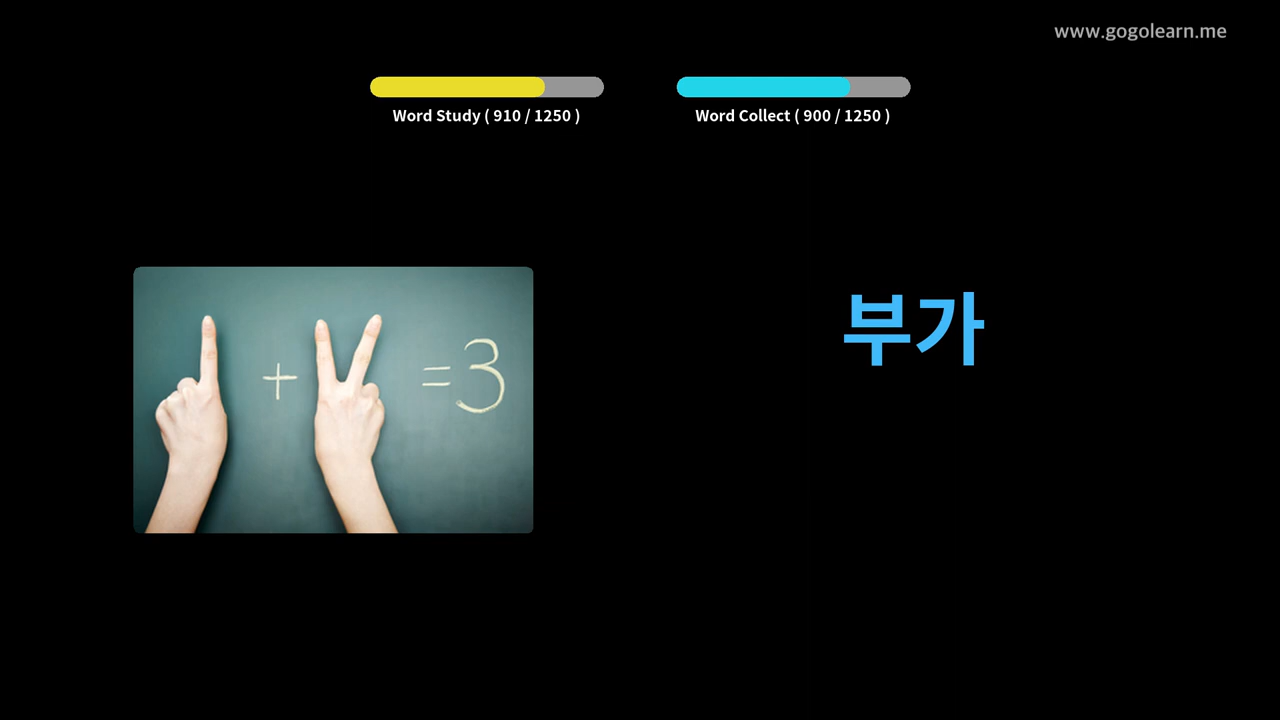 www.gogolearn.me
Word Study ( 910 / 1250 )
Word Collect ( 900 / 1250 )
+ = 3
부가